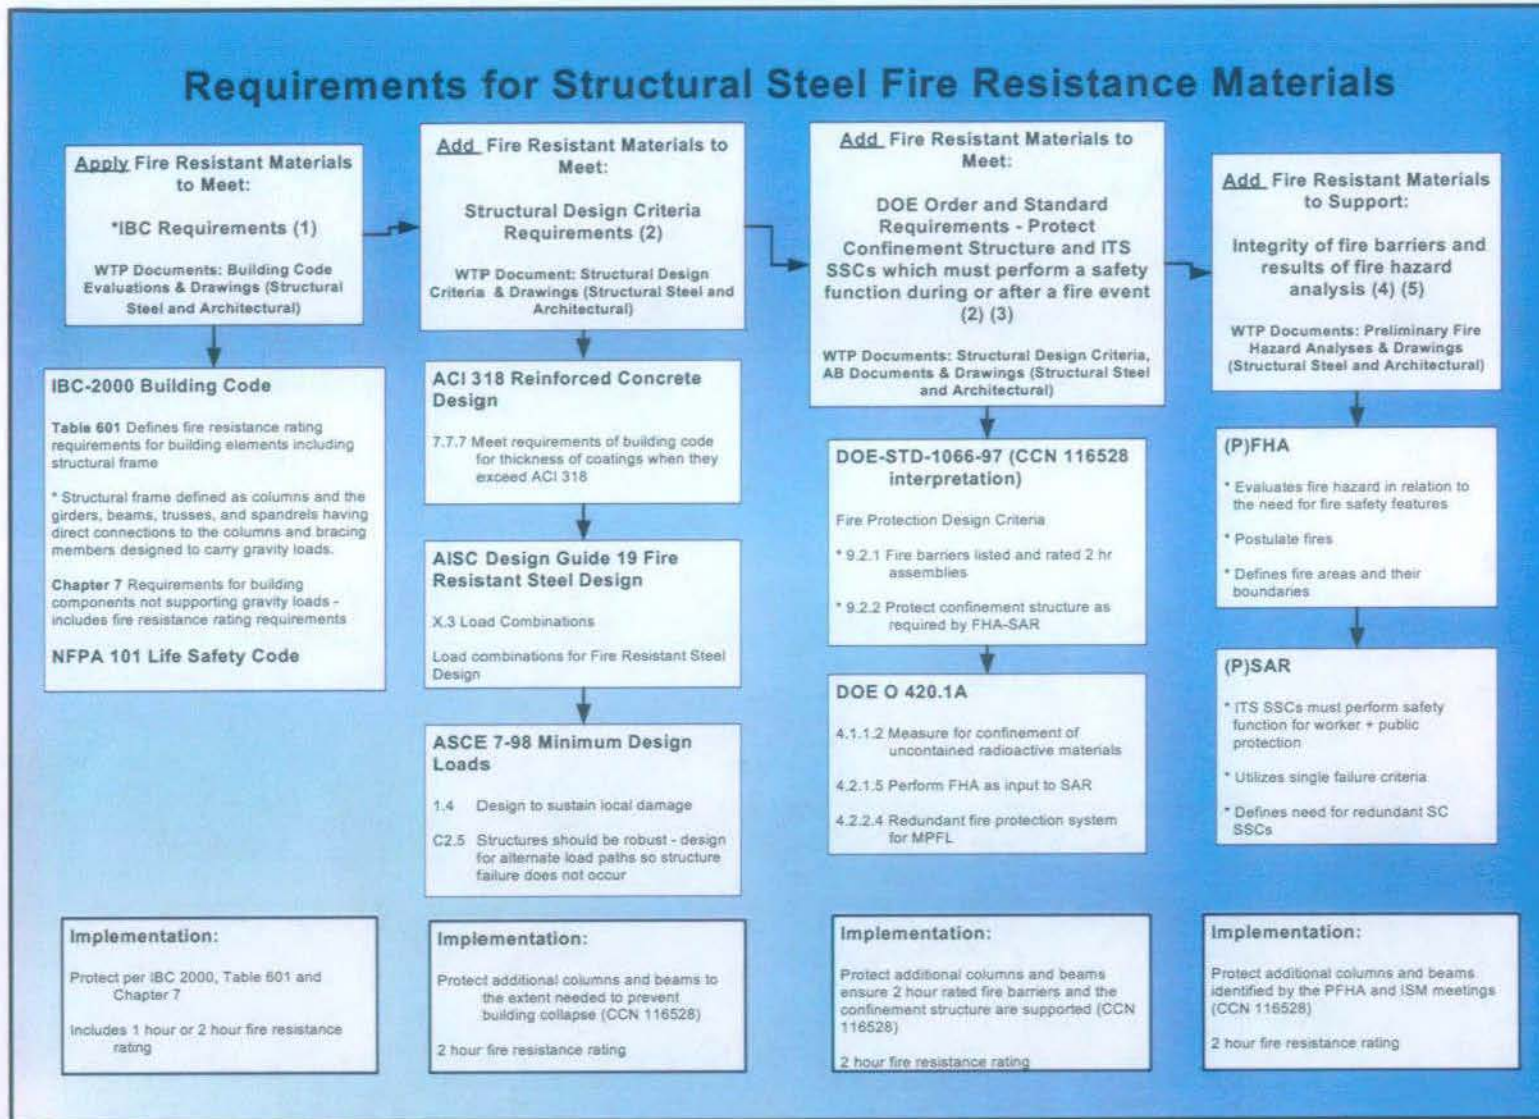 Requirements for Structural Steel Fire Resistance Materials
Apply Fire Resistant Materials
to Meet:
*IBC Requirements (1)
WTP Documents: Building Code
Evaluations & Drawings (Structural
Steel and Architectural)
IBC-2000 Building Code
Table 601 Defines fire resistance rating
requirements for building elements including
structural frame
* Structural frame defined as columns and the
girders, beams, trusses, and spandrels having
direct connections to the columns and bracing
members designed to carry gravity loads.
Chapter 7 Requirements for building
components not supporting gravity loads -
includes fire resistance rating requirements
NFPA 101 Life Safety Code
Implementation:
Protect per IBC 2000, Table 601 and
Chapter 7
Includes 1 hour or 2 hour fire resistance
rating
Add Fire Resistant Materials to
Meet:
Structural Design Criteria
Requirements (2)
WTP Document: Structural Design
Criteria & Drawings (Structural Steel and
Architectural)
ACI 318 Reinforced Concrete
Design
7.7.7 Meet requirements of building code
for thickness of coatings when they
exceed ACI 318
AISC Design Guide 19 Fire
Resistant Steel Design
X.3 Load Combinations
Load combinations for Fire Resistant Steel
Design
ASCE 7-98 Minimum Design
Loads
1.4 Design to sustain local damage
C2.5 Structures should be robust - design
for alternate load paths so structure
failure does not occur
Implementation:
Protect additional columns and beams to
the extent needed to prevent
building collapse (CCN 116528)
2 hour fire resistance rating
Add Fire Resistant Materials to
Meet:
DOE Order and Standard
Requirements - Protect
Confinement Structure and ITS
SSCs which must perform a safety
function during or after a fire event
(2) (3)
WTP Documents: Structural Design Criteria,
AB Documents & Drawings (Structural Steel
and Architectural)
DOE-STD-1066-97 (CCN 116528
interpretation)
Fire Protection Design Criteria
* 9.2.1 Fire barriers listed and rated 2 hr
assemblies
* 9.2.2 Protect confinement structure as
required by FHA-SAR
DOE O 420.1A
4.1.1.2 Measure for confinement of
uncontained radioactive materials
4.2.1.5 Perform FHA as input to SAR
4.2.2.4 Redundant fire protection system
for MPFL
Implementation:
Protect additional columns and beams
ensure 2 hour rated fire barriers and the
confinement structure are supported (CCN
116528)
2 hour fire resistance rating
Add Fire Resistant Materials
to Support:
Integrity of fire barriers and
results of fire hazard
analysis (4) (5)
WTP Documents: Preliminary Fire
Hazard Analyses & Drawings
(Structural Steel and Architectural)
(P)FHA
* Evaluates fire hazard in relation to
the need for fire safety features
* Postulate fires
* Defines fire areas and their
boundaries
(P)SAR
* ITS SSCs must perform safety
function for worker + public
protection
* Utilizes single failure criteria
* Defines need for redundant SC
SSCs
Implementation:
Protect additional columns and beams
identified by the PFHA and ISM meetings
(CCN 116528)
2 hour fire resistance rating